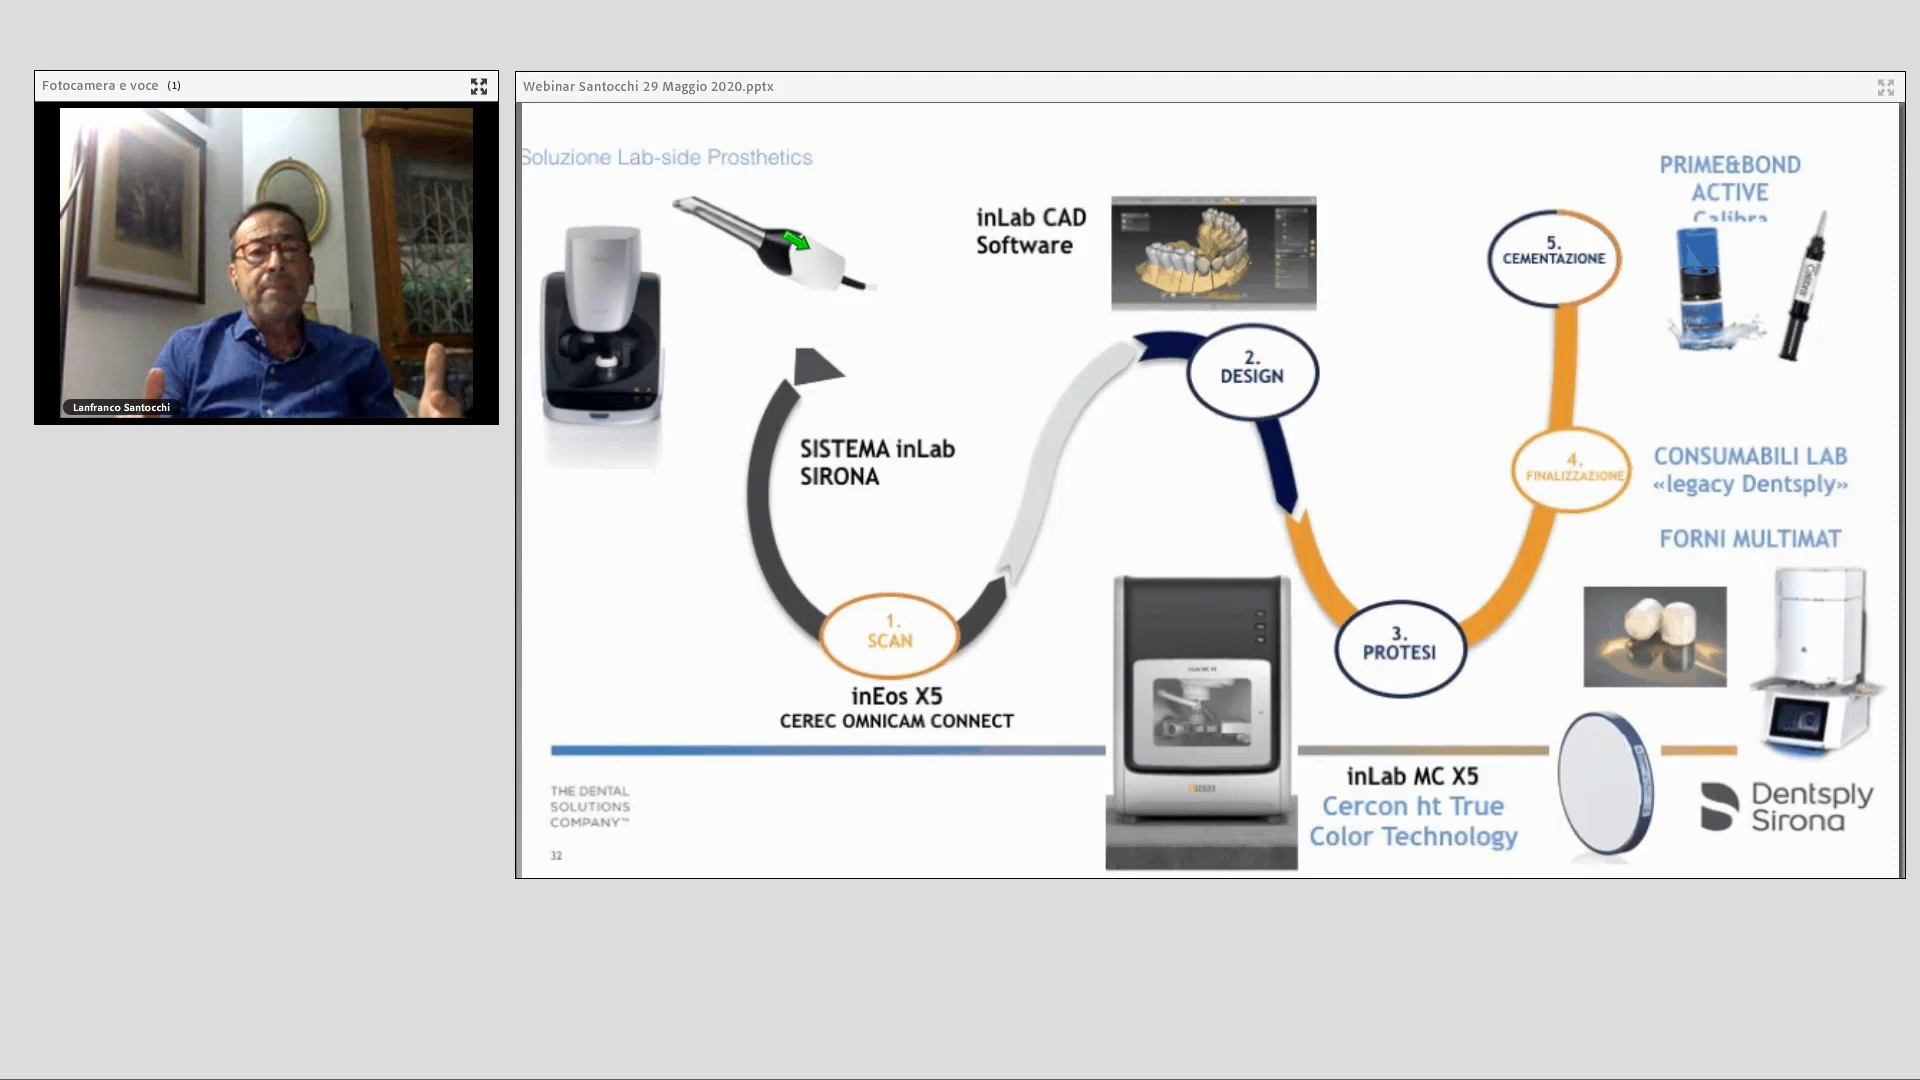 Fotocamera e voce (1)
Lanfranco Santocchi
Webinar Santocchi 29 Maggio 2020.pptx
Soluzione Lab-side Prosthetics
inLab CAD
Software
PRIME&BOND
ACTIVE
Calibra
5.
CEMENTAZIONE
2.
DESIGN
SISTEMA inLab
SIRONA
4.
FINALIZZAZIONE
CONSUMABILI LAB
«legacy Dentsply»
FORNI MULTIMAT
1.
SCAN
3.
PROTESI
inEos X5
CEREC OMNICAM CONNECT
inLab MC X5
Cercon ht True
Color Technology
THE DENTAL
SOLUTIONS
COMPANY™
32
Dentsply
Sirona